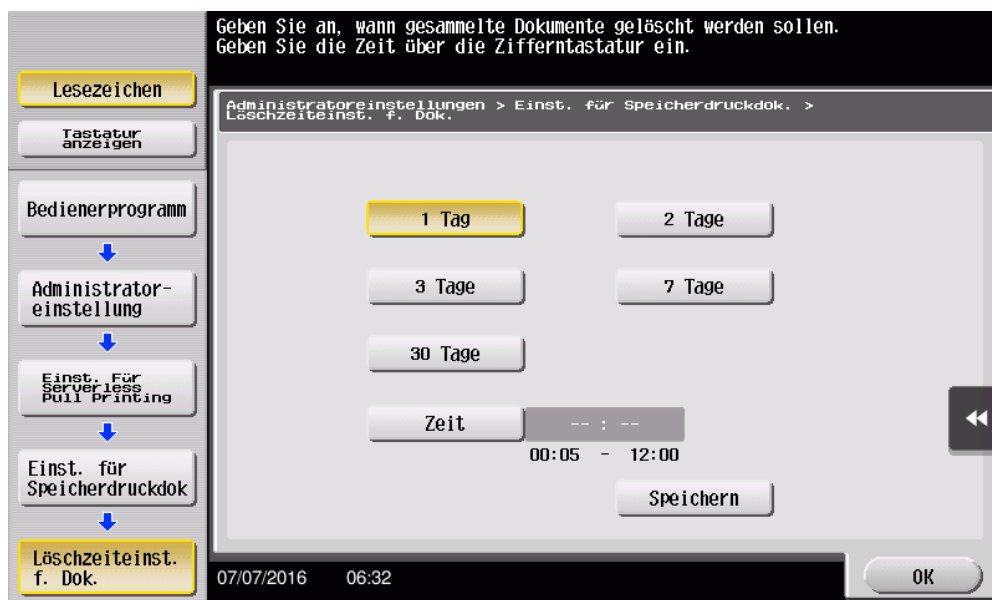 Geben Sie an, wann gesammelte Dokumente gelöscht werden sollen.
Geben Sie die Zeit über die Zifferntastatur ein.
Lesezeichen
Tastatur
anzeigen
Administratoreinstellungen > Einst. für Speicherdruckdok. >
Löschzeiteinst. f. Dok.
Bedienerprogramm
Administrator-
einstellung
Einst. Für
Serverless
Pull Printing
Einst. für
Speicherdruckdok
Löschzeiteinst.
f. Dok.
1 Tag
2 Tage
3 Tage
7 Tage
30 Tage
Zeit
-- : --
00:05 - 12:00
Speichern
07/07/2016 06:32
OK